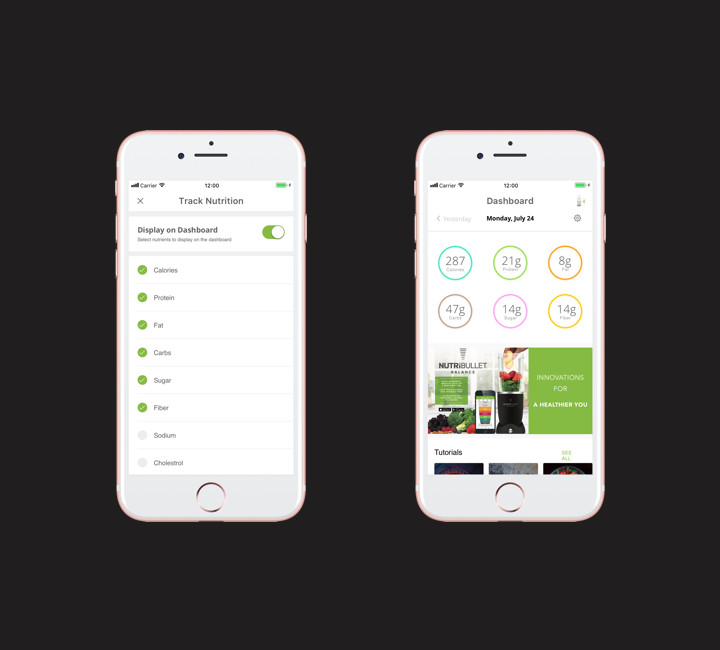 Carrier
12:00
Track Nutrition
Display on Dashboard
Select nutrients to display on the dashboard
Calories
Protein
Fat
Carbs
Sugar
Fiber
Sodium
Cholestrol
Carrier
12:00
Dashboard
Yesterday
Monday, July 24
287
Calories
21g
Protein
8g
Fat
47g
Carbs
14g
Sugar
14g
Fiber
NUTRiBULLET
BALANCE
INNOVATIONS
FOR
A HEALTHIER YOU
Tutorials
SEE
ALL